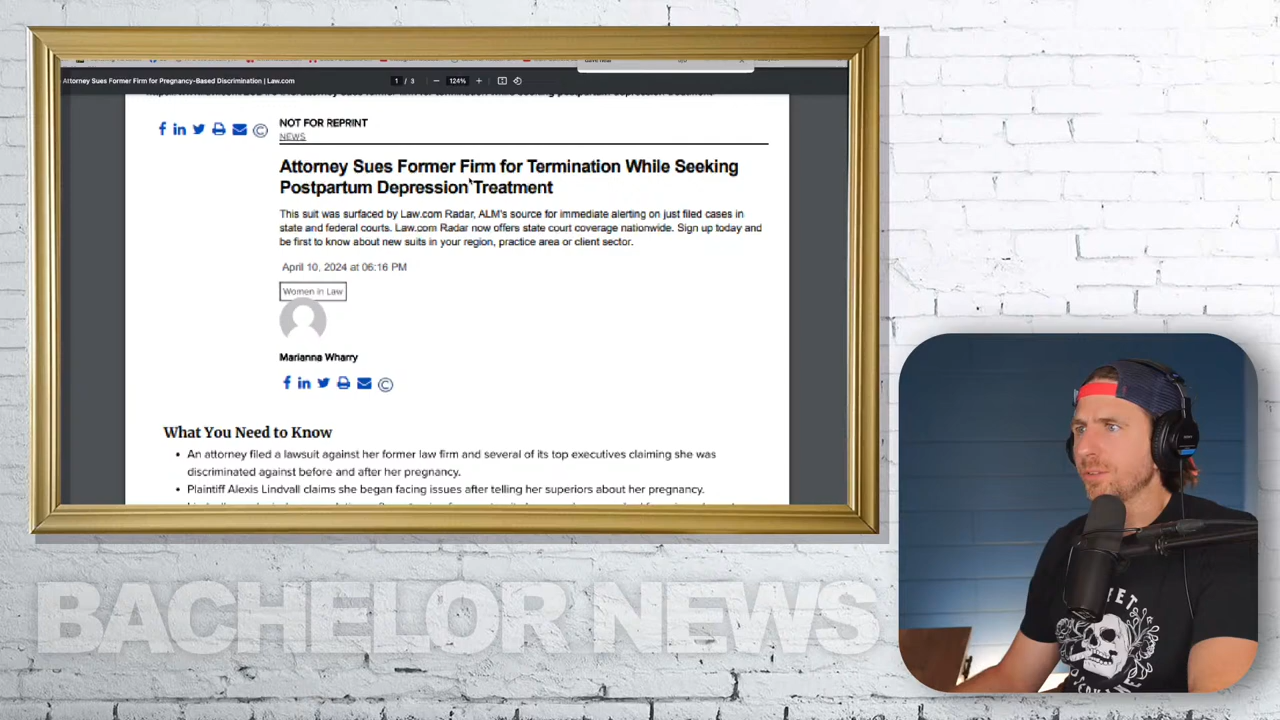 Attorney Sues Former Firm for Pregnancy-Based Discrimination | Law.com
1 / 3
124%
NOT FOR REPRINT
NEWS
Attorney Sues Former Firm for Termination While Seeking
Postpartum Depression Treatment
This suit was surfaced by Law.com Radar, ALM's source for immediate alerting on just filed cases in
state and federal courts. Law.com Radar now offers state court coverage nationwide. Sign up today and
be first to know about new suits in your region, practice area or client sector.
April 10, 2024 at 06:16 PM
Women in Law
Marianna Wharry
What You Need to Know
• An attorney filed a lawsuit against her former law firm and several of its top executives claiming she was
discriminated against before and after her pregnancy.
• Plaintiff Alexis Lindvall claims she began facing issues after telling her superiors about her pregnancy.
BACHELOR NEWS